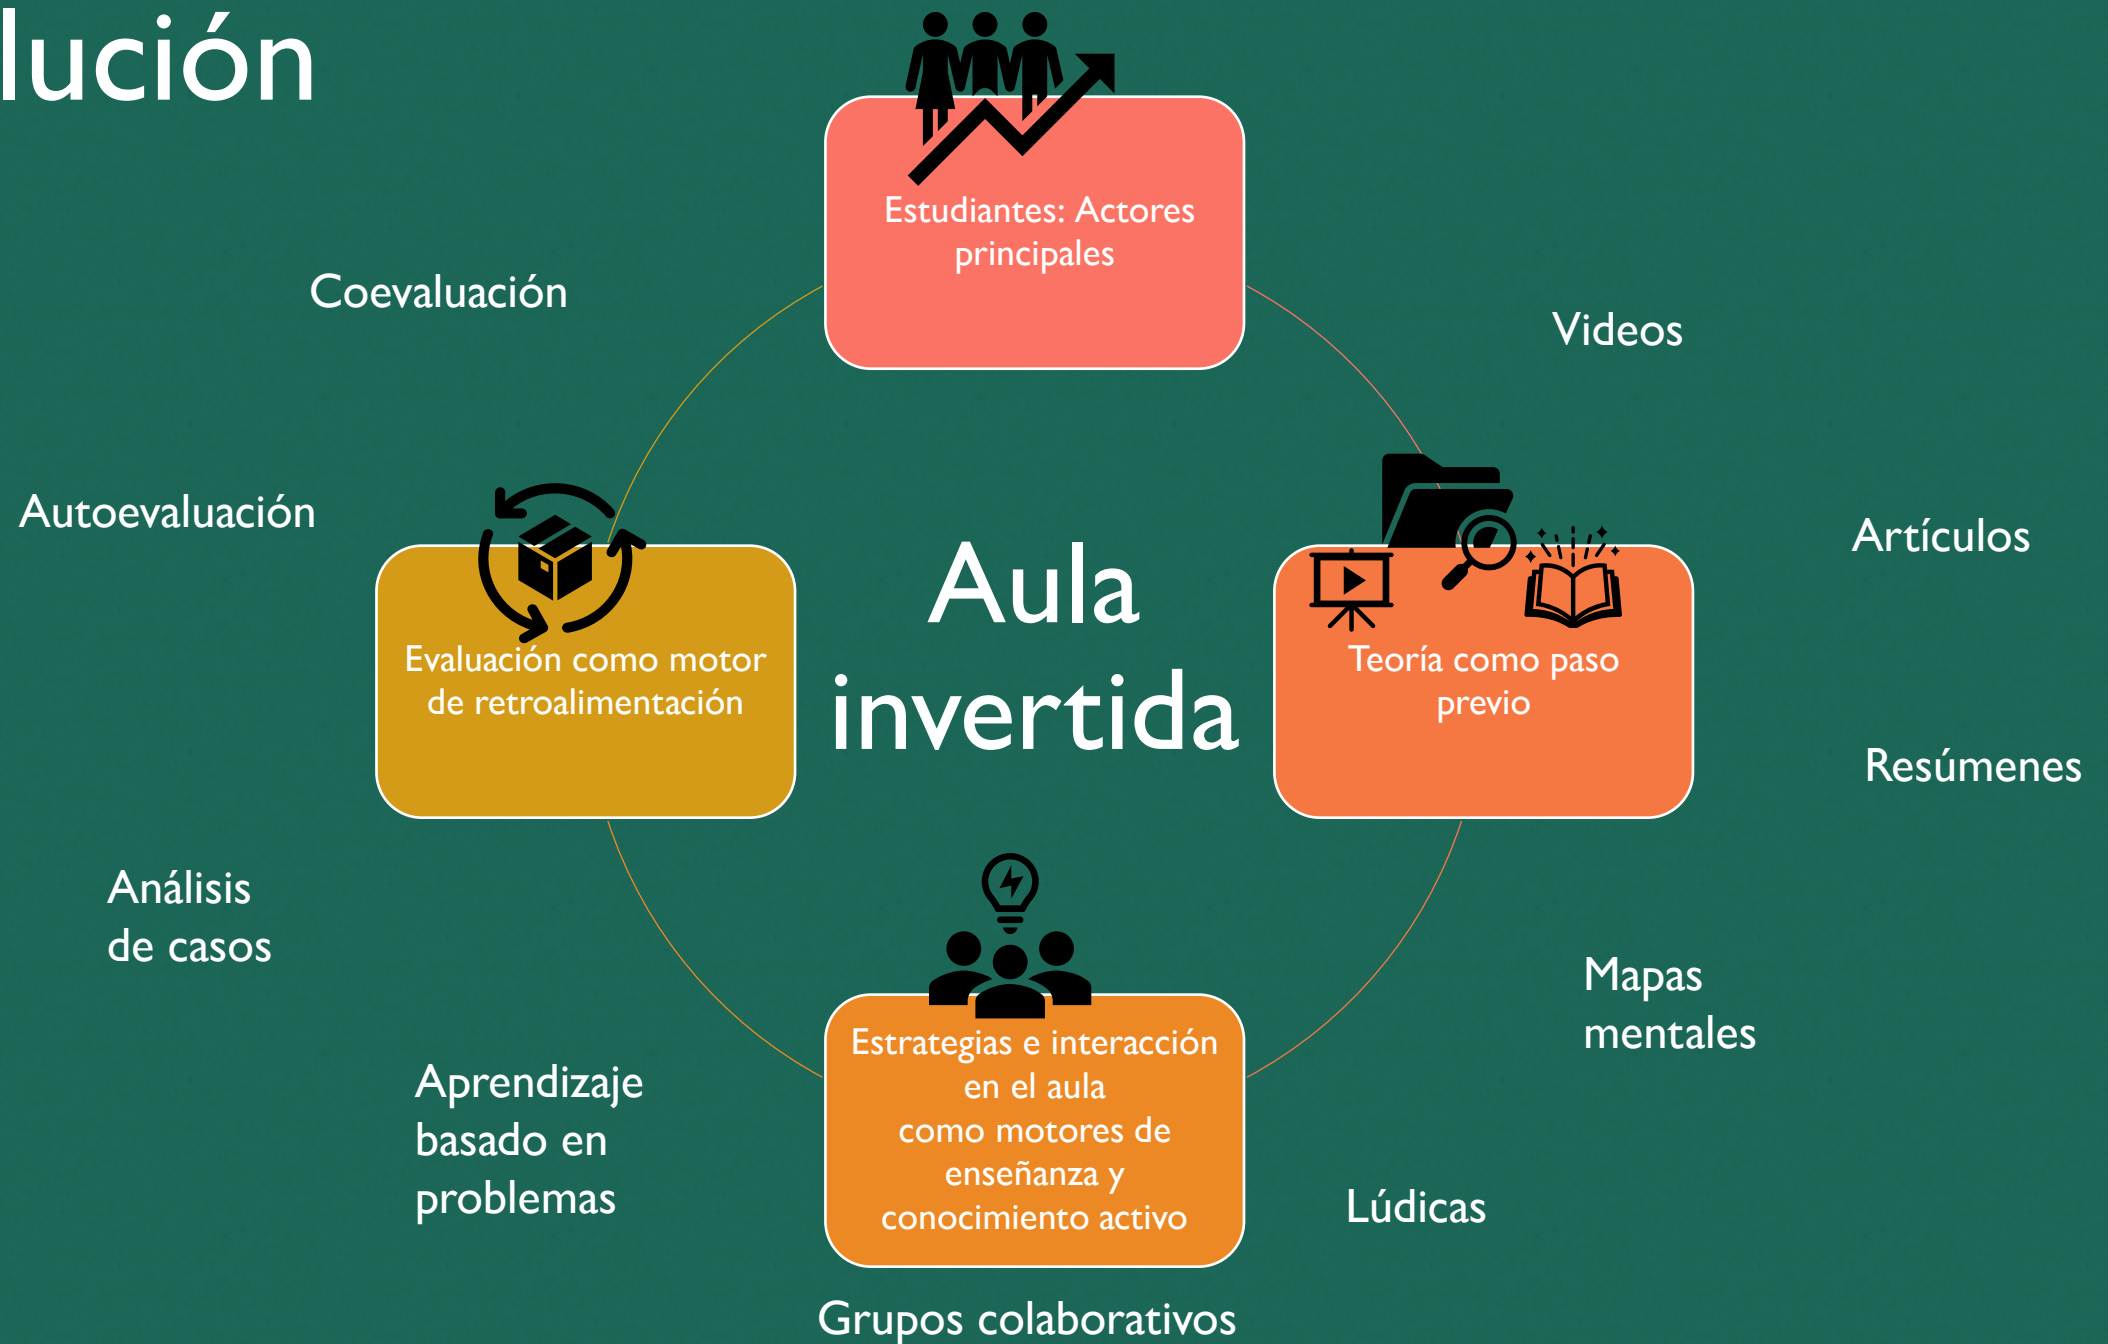 lución
Estudiantes: Actores
principales
Coevaluación
Videos
Autoevaluación
Artículos
Aula
invertida
Evaluación como motor
de retroalimentación
Teoría como paso
previo
Resúmenes
Análisis
de casos
Mapas
mentales
Estrategias e interacción
en el aula
como motores de
enseñanza y
conocimiento activo
Aprendizaje
basado en
problemas
Lúdicas
Grupos colaborativos